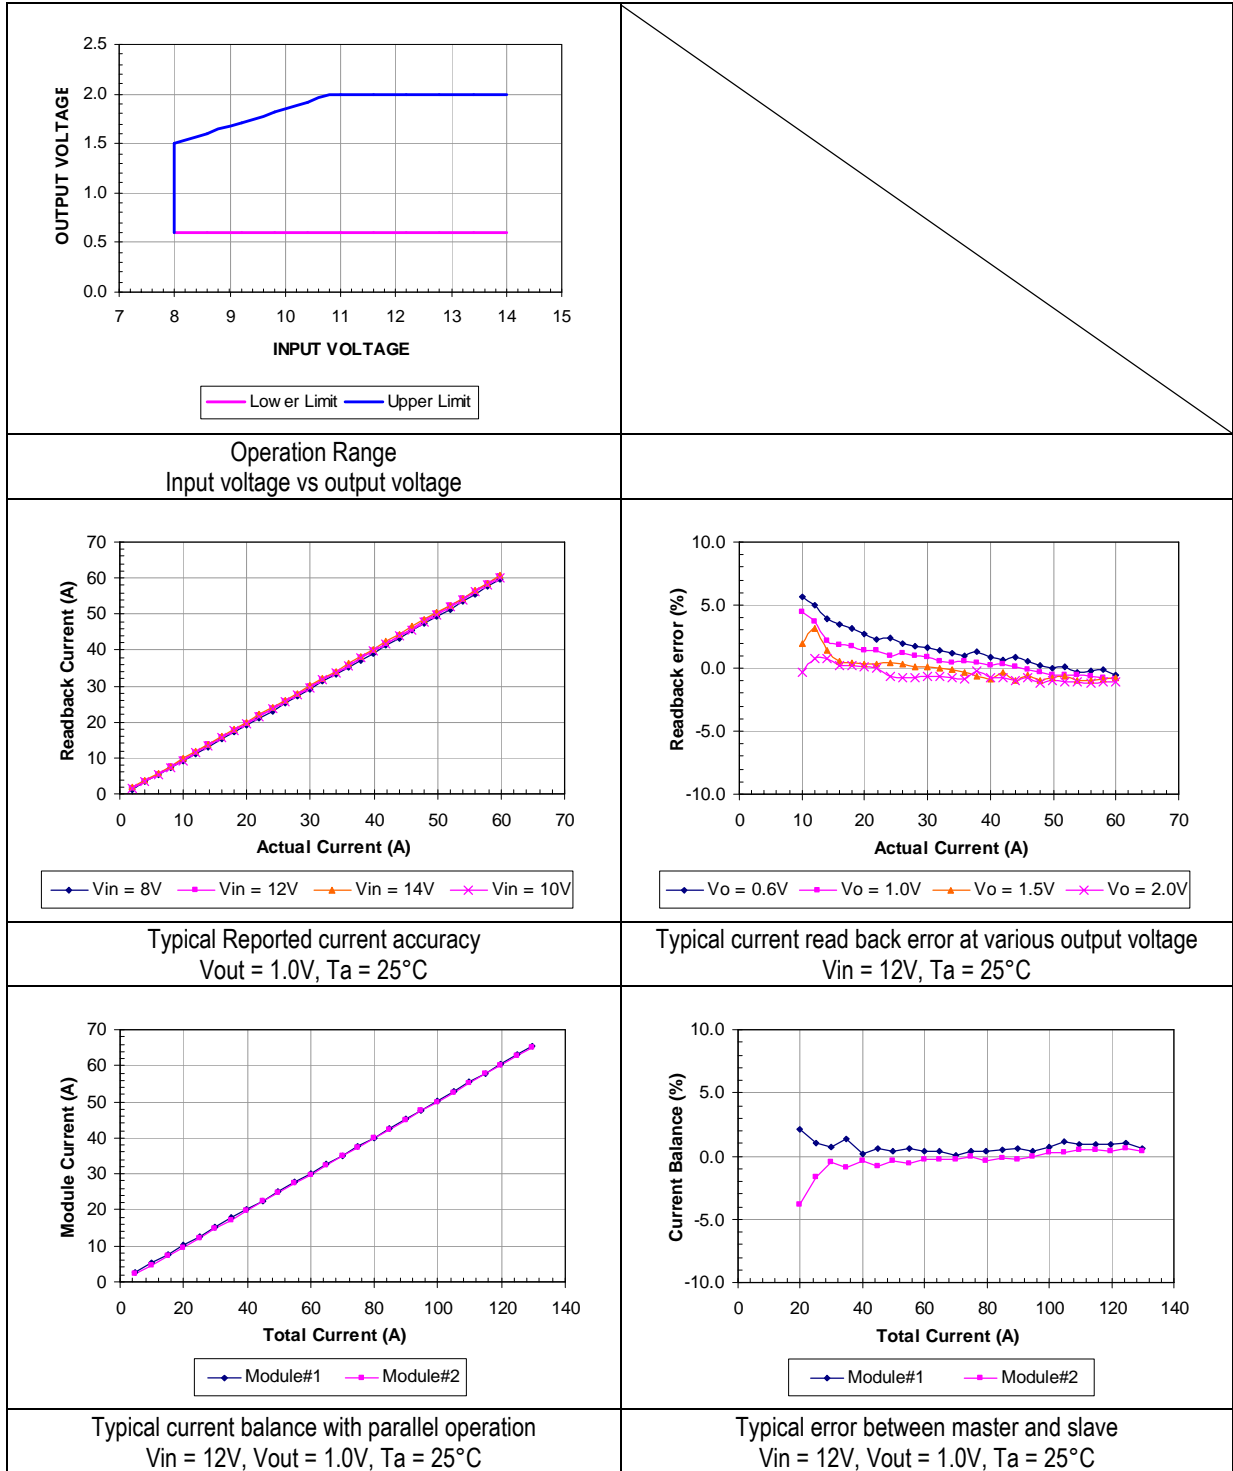 2.5
2.0
1.5
1.0
0.5
0.0
OUTPUT VOLTAGE
7 8 9 10 11 12 13 14 15
INPUT VOLTAGE
Lower Limit Upper Limit
Operation Range
Input voltage vs output voltage
70
60
50
40
30
20
10
0
Readback Current (A)
0 10 20 30 40 50 60 70
Actual Current (A)
Vin = 8V Vin = 12V Vin = 14V Vin = 10V
Typical Reported current accuracy
Vout = 1.0V, Ta = 25°C
10.0
5.0
0.0
-5.0
-10.0
Readback error (%)
0 10 20 30 40 50 60 70
Actual Current (A)
Vo = 0.6V Vo = 1.0V Vo = 1.5V Vo = 2.0V
Typical current read back error at various output voltage
Vin = 12V, Ta = 25°C
70
60
50
40
30
20
10
0
Module Current (A)
0 20 40 60 80 100 120 140
Total Current (A)
Module#1 Module#2
Typical current balance with parallel operation
Vin = 12V, Vout = 1.0V, Ta = 25°C
10.0
5.0
0.0
-5.0
-10.0
Current Balance (%)
0 20 40 60 80 100 120 140
Total Current (A)
Module#1 Module#2
Typical error between master and slave
Vin = 12V, Vout = 1.0V, Ta = 25°C